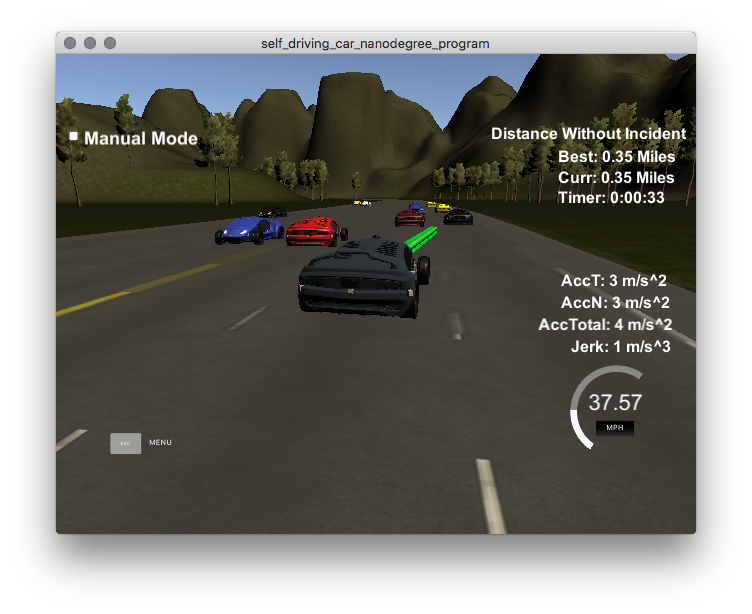 self_driving_car_nanodegree_program
Manual Mode
Distance Without Incident
Best: 0.35 Miles
Curr: 0.35 Miles
Timer: 0:00:33
AccT: 3 m/s^2
AccN: 3 m/s^2
AccTotal: 4 m/s^2
Jerk: 1 m/s^3
37.57
MPH
ESC MENU